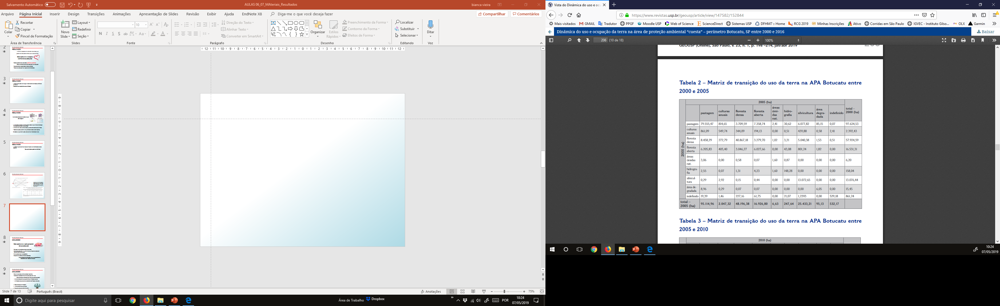 Salvamento Automático
AULAS 06_07_MAteriais_Resultados
bianca vieira
Arquivo Página Inicial Inserir Design Transições Animações Apresentação de Slides Revisão Exibir Ajuda EndNote X8 Diga-me o que você deseja fazer
Compartilhar Comentários
Colar
Recortar
Copiar
Pincel de Formatação
Área de Transferência
Novo Slide
Layout
Redefinir
Seção
Slides
10
N I S S ab AV Aa A
Fonte
Direção do Texto
Alinhar Texto
Converter em SmartArt
Parágrafo
Organizar
Estilos Rápidos
Preenchimento da Forma
Contorno da Forma
Efeitos de Forma
Desenho
Localizar
Substituir
Selecionar
Editando
Ditar
Voz
2
RESULTADOS
3
RESULTADOS
4
RESULTADOS
5
RESULTADOS
6
7
8
DISCUSSÕES
9
DISCUSSÕES
Slide 7 de 13 Português (Brasil)
Anotações 75%
Digite aqui para pesquisar
Área de Trabalho Dropbox
POR
10:24
07/05/2019
Vista do Dinâmica do uso e ocu
https://www.revistas.usp.br/geousp/article/view/147582/152844
Mais visitados GMAIL Tradutor PPGF Moodle USP Web of Science ScienceDirect Sistemas USP DFHM7 :: Home RCG 2019 Minhas Inscrições Ativo Corridas em São Paulo IGVEC - Instituto Gilso... OLX Garmin
Dinâmica do uso e ocupação da terra na área de proteção ambiental “cuesta” – perímetro Botucatu, SP entre 2000 e 2016
Baixar
206 (10 de 18) 100%
GEOUSP (Online), São Paulo, v. 23, n. 1, p. 198 –214, jan/abr 2019
Tabela 2 – Matriz de transição do uso da terra na APA Botucatu entre
2000 e 2005
2005 (ha)
pastagem culturas anuais floresta densa floresta aberta áreas úmi-das nat. hidro-grafia silvicultura área degra-dada indefinido total – 2000 (ha)
2000 (ha)
pastagem 79.555,47 814,65 3.709,59 7.358,74 2,41 30,62 6.077,82 85,15 0,07 97.634,53
culturas anuais 861,09 549,74 344,09 194,13 0,00 0,51 439,88 0,58 2,41 2.392,43
floresta densa 8.458,29 272,79 40.867,18 3.279,70 1,02 3,21 5.040,38 1,53 0,51 57.924,59
floresta aberta 6.205,83 405,40 3.046,27 6.027,66 0,00 43,08 801,24 1,82 0,00 16.531,31
áreas úmidas nat. 3,06 0,00 0,58 0,07 1,60 0,87 0,00 0,00 0,00 6,20
hidrogra-fia 2,55 0,07 1,31 4,23 1,60 148,28 0,00 0,00 0,00 158,04
silvicul-tura 0,29 2,92 0,15 0,44 0,00 0,00 13.072,65 0,00 0,00 13.076,44
área de-gradada 8,96 0,29 0,07 0,07 0,00 0,00 0,00 6,05 0,00 15,45
indefinido 19,39 1,46 227,16 61,75 0,00 21,07 1,2393 0,00 529,18 861,24
total – 2005 (ha) 95.114,96 2.047,32 48.196,38 16.926,80 6,63 247,64 25.433,21 95,13 532,17
Tabela 3 – Matriz de transição do uso da terra na APA Botucatu entre
2005 e 2010
2010 (ha)
10:24
07/05/2019